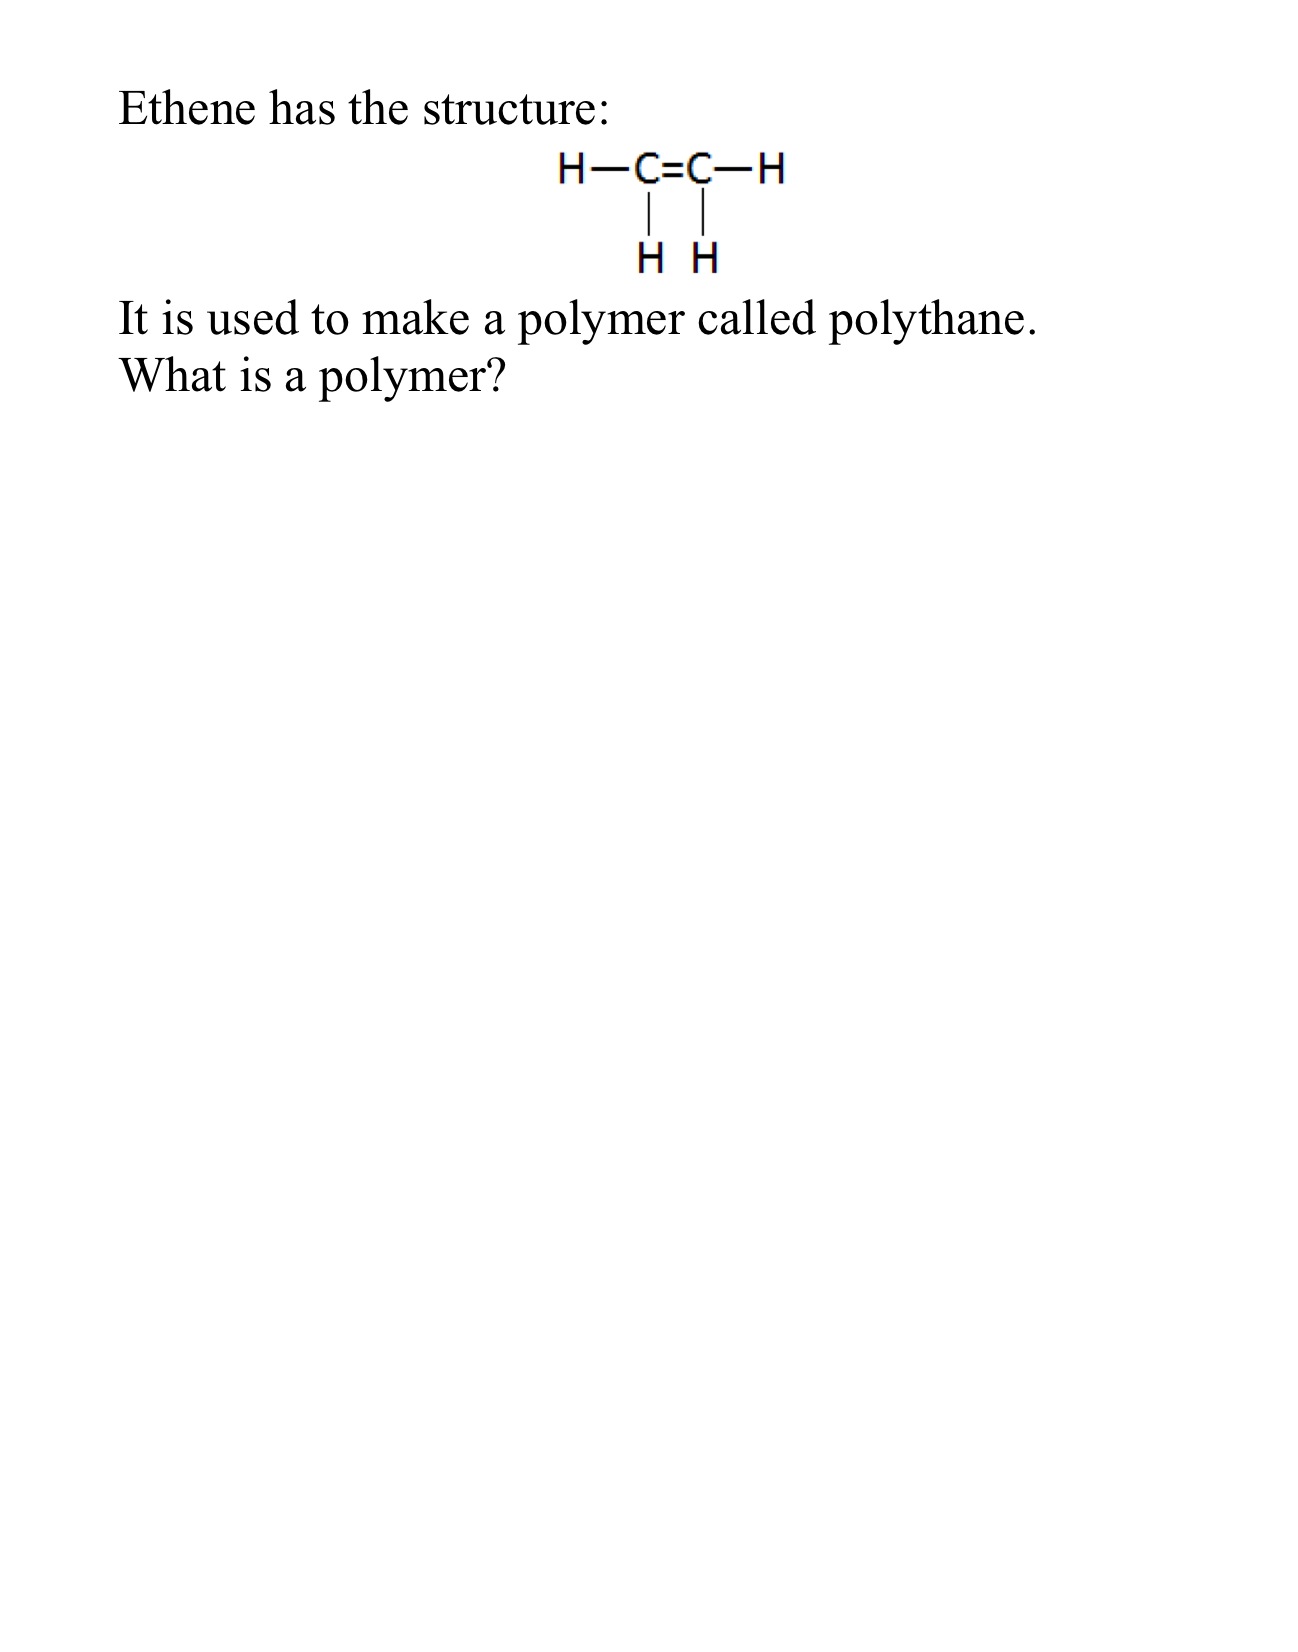 Ethene has the structure:
H—C=C—H
H H
It is used to make a polymer called polythane.
What is a polymer?